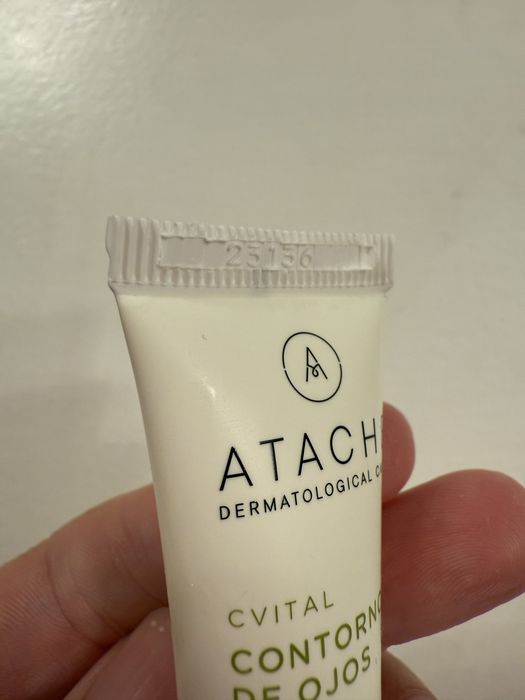 23136
ATACH
DERMATOLOGICAL
CVITAL
CONTORNO
DE OJOS